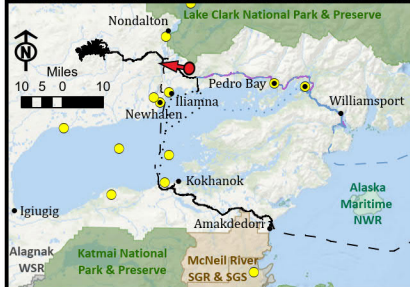 Lake Clark National Park & Preserve
Nondalton
N
Miles
10 5 0 10
Pedro Bay
Iliamna
Newhalen
Williamsport
Kokhanok
Igiugig
Amakdedori
Alaska
Maritime
NWR
Alagnak
WSR
Katmai National
Park & Preserve
McNeil River
SGR & SGS